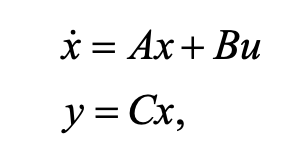 ẋ = Ax + Bu
y = Cx,